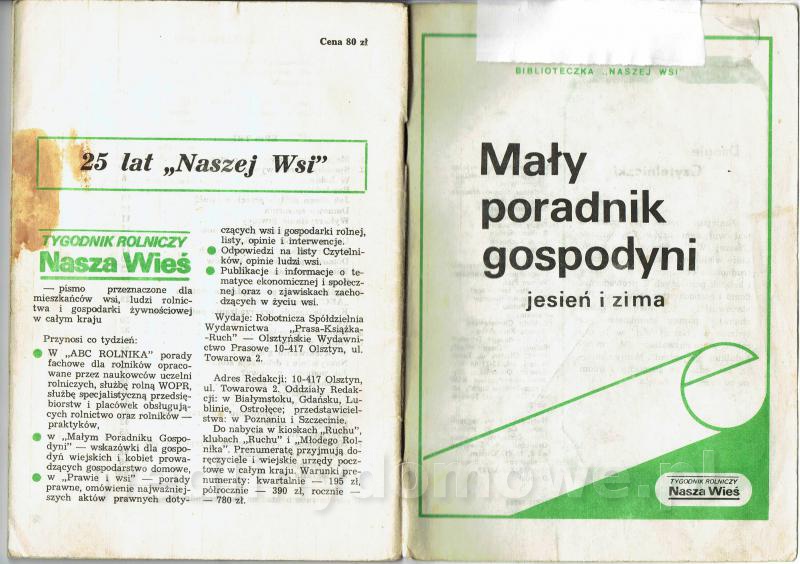 Cena 80 zł
25 lat „Naszej Wsi”
TYGODNIK ROLNICZY
Nasza Wieś
— pismo przeznaczone dla
mieszkańców wsi, ludzi rolnic-
twa i gospodarki żywnościowej
w całym kraju
Przynosi co tydzień:
W „ABC ROLNIKA” porady
fachowe dla rolników opraco-
wane przez naukowców uczelni
rolniczych, służbę rolną WOPR,
służbę specjalistyczną przedsię-
biorstw i placówek obsługują-
cych rolnictwo oraz rolników —
praktyków,
w „Małym Poradniku Gospo-
dyni” — wskazówki dla gospo-
dyń wiejskich i kobiet prowa-
dzących gospodarstwo domowe,
w „Prawie i wsi” — porady
prawne, omówienie najważniej-
szych aktów prawnych doty-
czących wsi i gospodarki rolnej,
listy, opinie i interwencje.
Odpowiedzi na listy Czytelni-
ków, opinie ludzi wsi.
Publikacje i informacje o te-
matyce ekonomicznej i społecz-
nej oraz o zjawiskach zacho-
dzących w życiu wsi.
Wydaje: Robotnicza Spółdzielnia
Wydawnictwa „Prasa-Książka-
-Ruch” — Olsztyńskie Wydawni-
ctwo Prasowe 10-417 Olsztyn, ul.
Towarowa 2.
Adres Redakcji: 10-417 Olsztyn,
ul. Towarowa 2. Oddziały Redak-
cji: w Białymstoku, Gdańsku, Lu-
blinie, Ostrołęce; przedstawiciel-
stwa: w Poznaniu i Szczecinie.
Do nabycia w kioskach „Ruchu”,
klubach „Ruchu” i „Młodego Rol-
nika”. Prenumeratę przyjmują do-
ręczyciele i wiejskie urzędy pocz-
towe w całym kraju. Warunki pre-
numeraty: kwartalnie — 195 zł,
półrocznie — 390 zł, rocznie —
— 780 zł.
BIBLIOTECZKA „NASZEJ WSI”
Mały
poradnik
gospodyni
jesień i zima
TYGODNIK ROLNICZY
Nasza Wieś